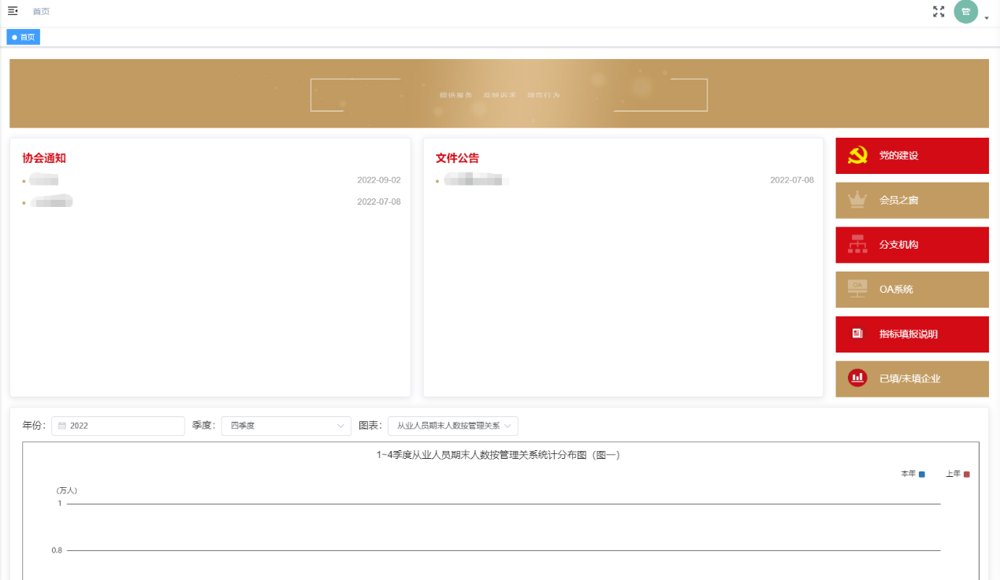 首页
管
首页
提供服务 反映诉求 规范行为
协会通知
2022-09-02
2022-07-08
文件公告
2022-07-08
党的建设
会员之窗
分支机构
OA
OA系统
指标填报说明
已填/未填企业
年份: 2022 季度: 四季度 图表: 从业人员期末人数按管理关系
1~4季度从业人员期末人数按管理关系统计分布图（图一）
本年 上年
(万人)
1
0.8